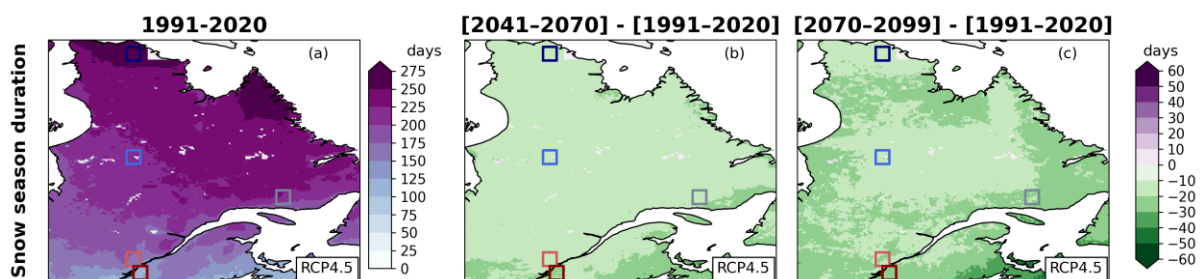 1991-2020
[2041–2070] - [1991–2020]
[2070–2099] - [1991–2020]
Snow season duration
(a)
RCP4.5
days
275
250
225
200
175
150
125
100
75
50
25
0
(b)
RCP4.5
(c)
RCP4.5
days
60
50
40
30
20
10
0
−10
−20
−30
−40
−50
−60